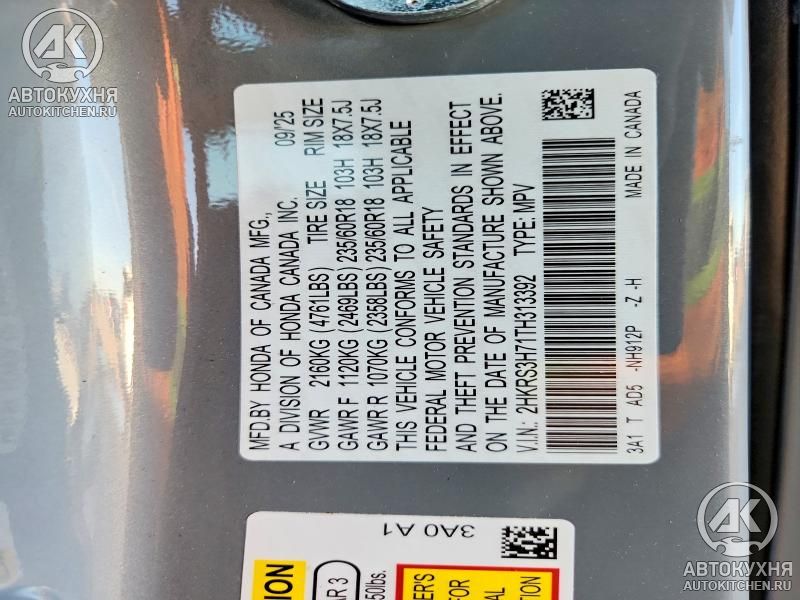 АК
АВТОКУХНЯ
AUTOKITCHEN.RU
MFD.BY HONDA OF CANADA MFG.,
A DIVISION OF HONDA CANADA INC. 09/25
GVWR 2160KG (4761LBS) TIRE SIZE RIM SIZE
GAWR F 1120KG (2469LBS) 235/60R18 103H 18X7.5J
GAWR R 1070KG (2358LBS) 235/60R18 103H 18X7.5J
THIS VEHICLE CONFORMS TO ALL APPLICABLE
FEDERAL MOTOR VEHICLE SAFETY
AND THEFT PREVENTION STANDARDS IN EFFECT
ON THE DATE OF MANUFACTURE SHOWN ABOVE.
V.I.N.: 2HKRS3H71TH313392 TYPE: MPV
3A1 T AD5 -NH912P -Z -H MADE IN CANADA
3A0 A1
50lbs.
FOR
АК
АВТОКУХНЯ
AUTOKITCHEN.RU